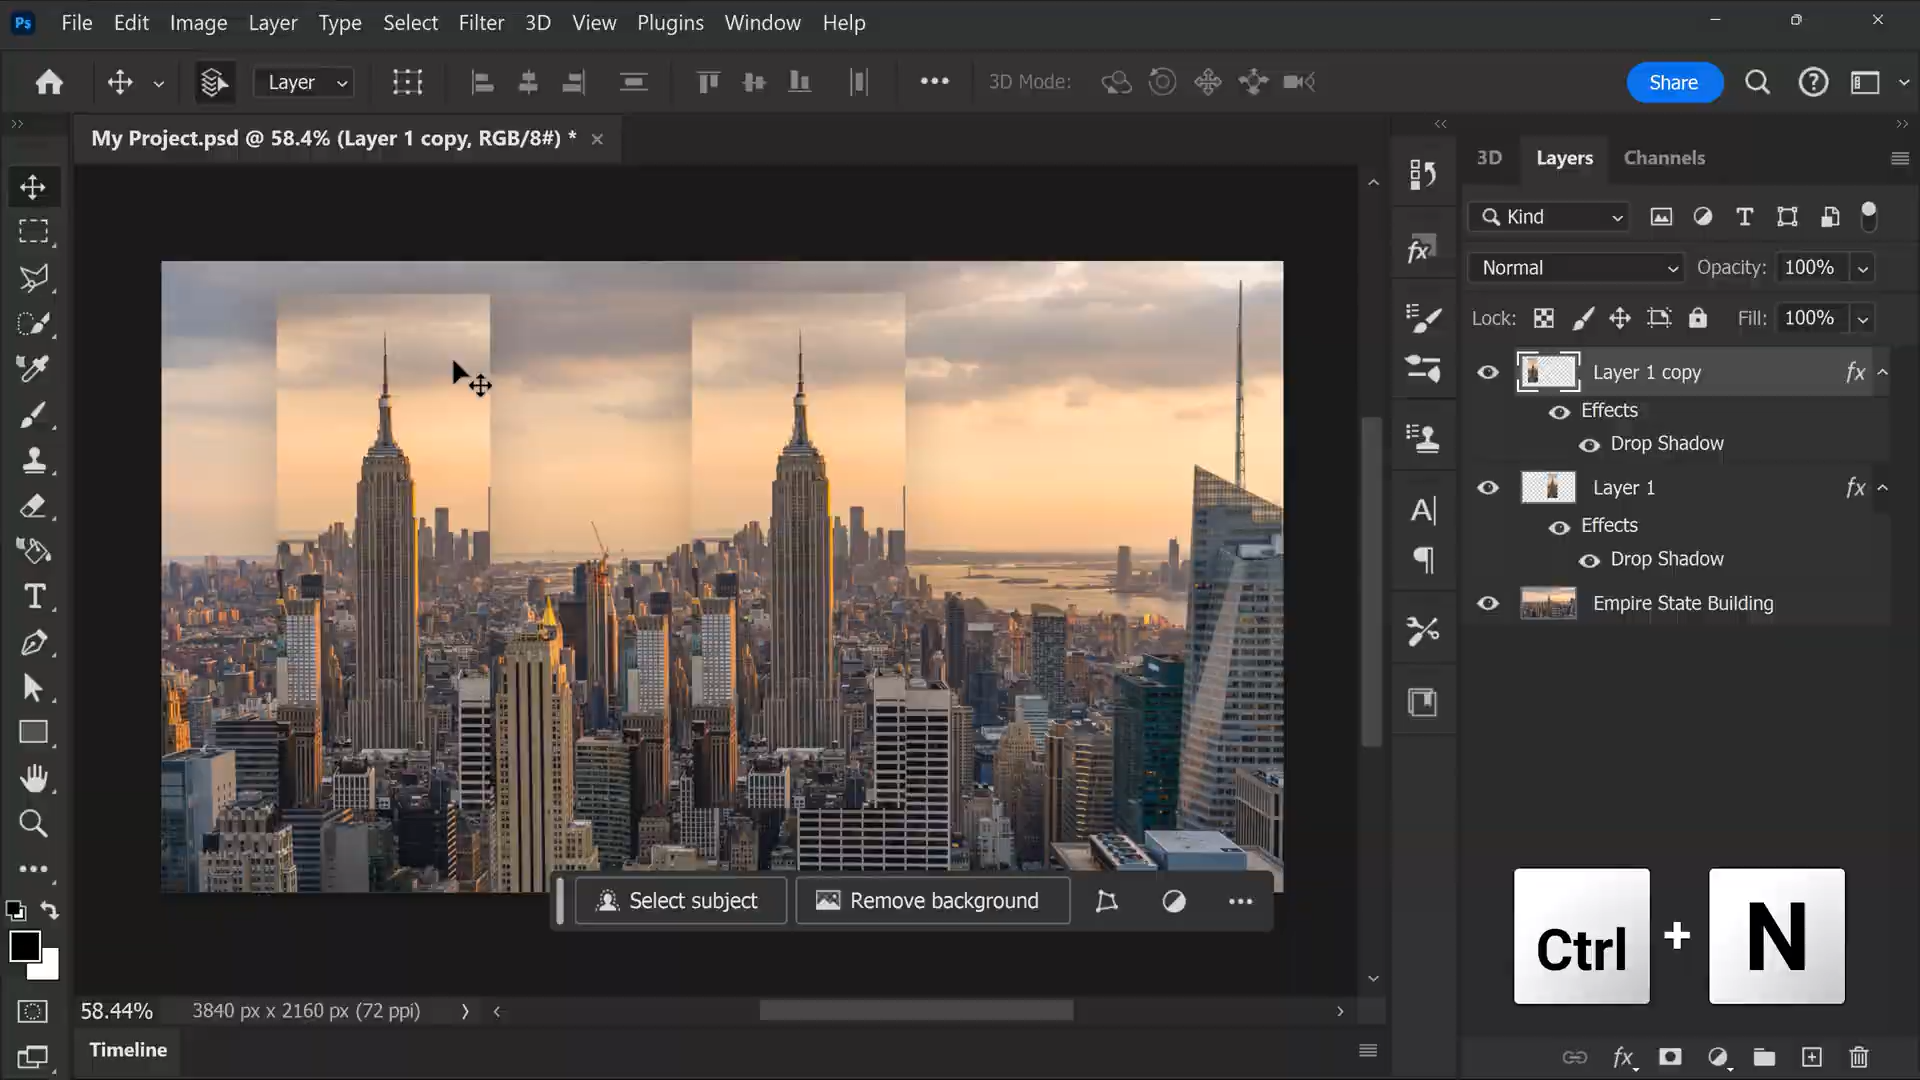 Ps File Edit Image Layer Type Select Filter 3D View Plugins Window Help
Layer 3D Mode: Share
My Project.psd @ 58.4% (Layer 1 copy, RGB/8#) *
3D Layers Channels
Kind
Normal Opacity: 100%
Lock: Fill: 100%
Layer 1 copy fx
Effects
Drop Shadow
Layer 1 fx
Effects
Drop Shadow
Empire State Building
Select subject Remove background
Ctrl + N
58.44% 3840 px x 2160 px (72 ppi)
Timeline
fx